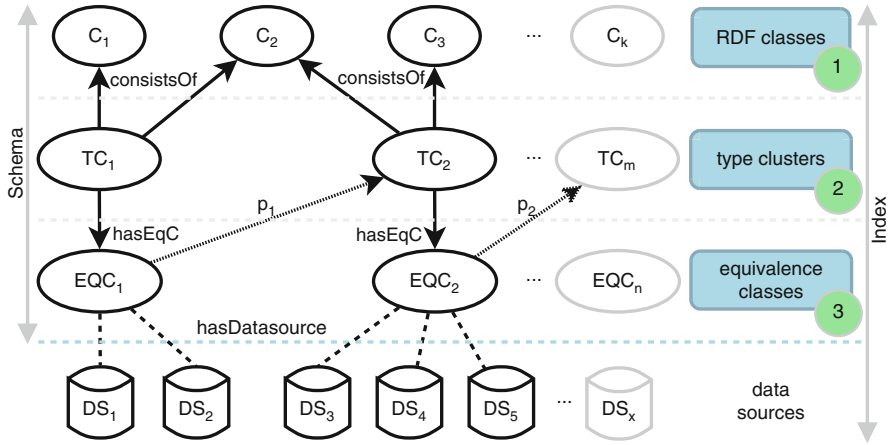 C1 C2 C3 ... Ck RDF classes
1
consistsOf consistsOf
Schema
TC1 TC2 ... TCm type clusters
2
p1 p2
hasEqC hasEqC
Index
EQC1 EQC2 ... EQCn equivalence
classes
3
hasDatasource
DS1 DS2 DS3 DS4 DS5 ... DSx data
sources